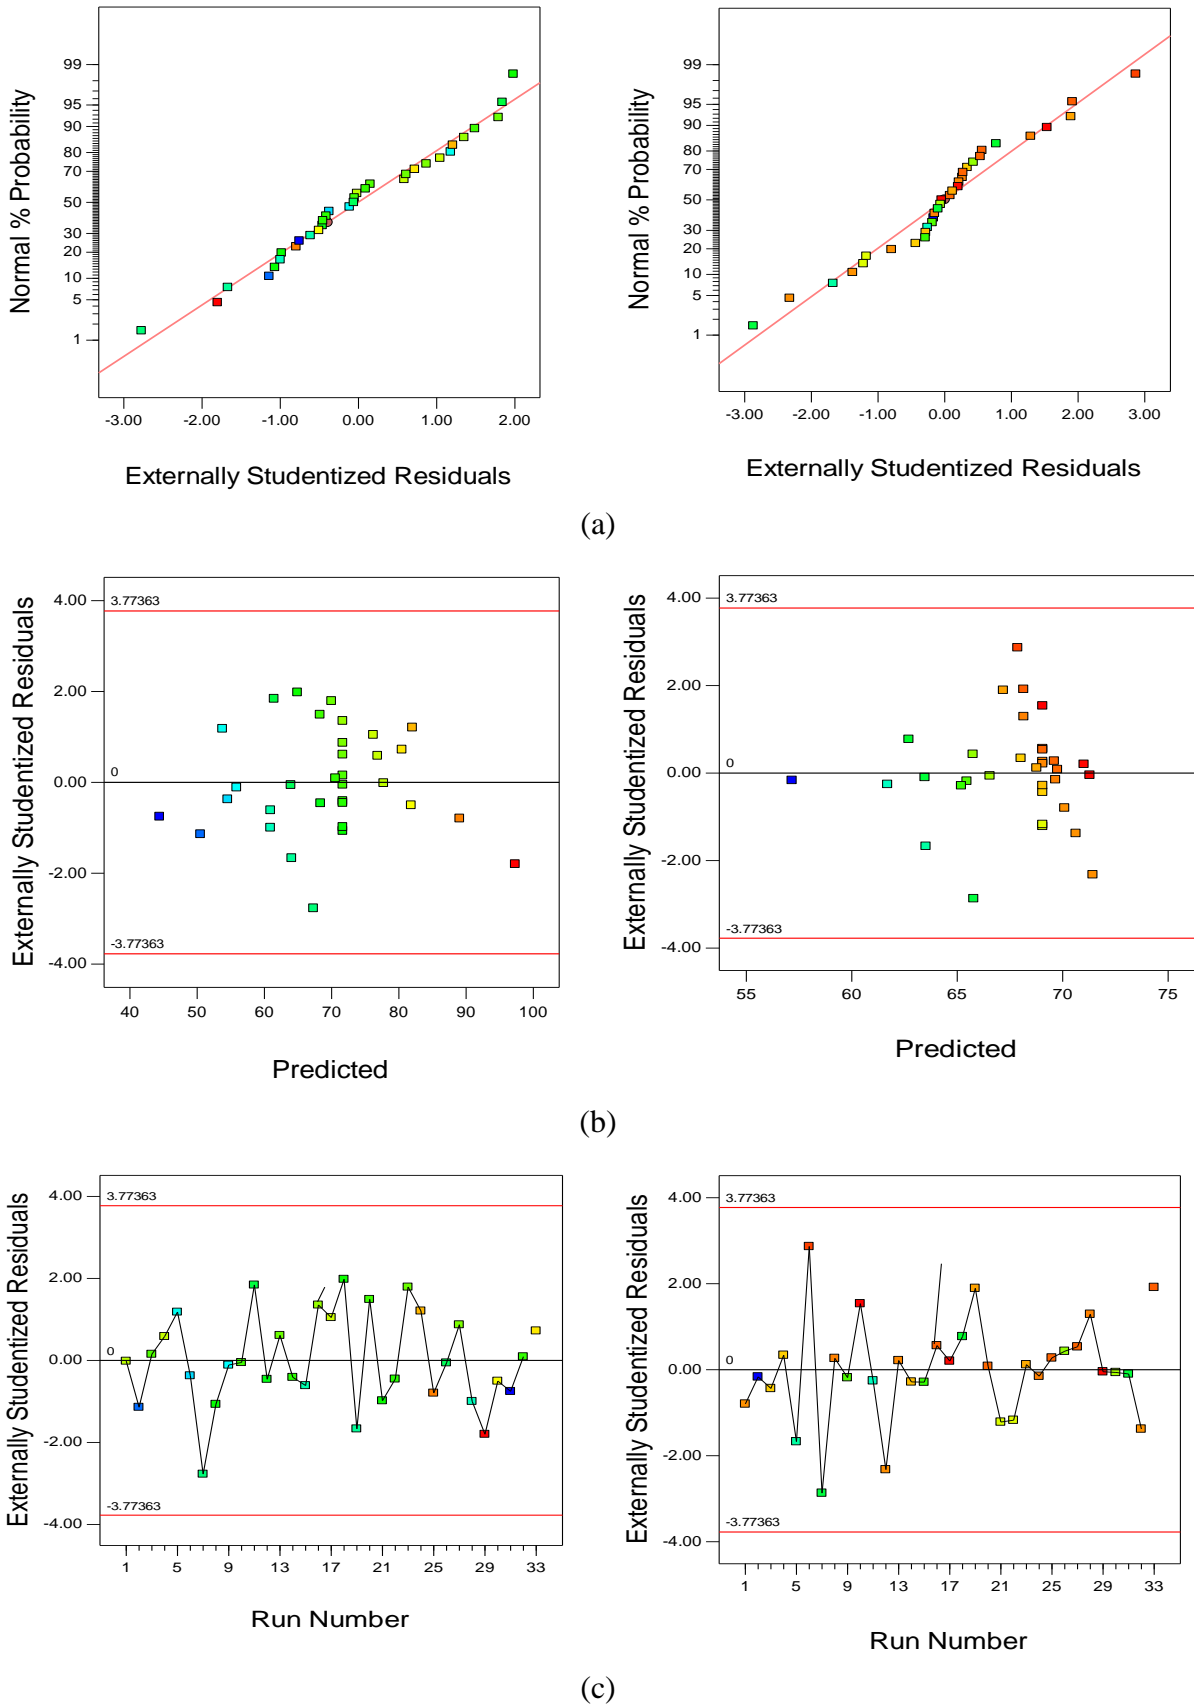 Normal % Probability
99
95
90
80
70
50
30
20
10
5
1
-3.00 -2.00 -1.00 0.00 1.00 2.00
Externally Studentized Residuals
Normal % Probability
99
95
90
80
70
50
30
20
10
5
1
-3.00 -2.00 -1.00 0.00 1.00 2.00 3.00
Externally Studentized Residuals
(a)
Externally Studentized Residuals
4.00
2.00
0.00
-2.00
-4.00
3.77363
0
-3.77363
40 50 60 70 80 90 100
Predicted
Externally Studentized Residuals
4.00
2.00
0.00
-2.00
-4.00
3.77363
0
-3.77363
55 60 65 70 75
Predicted
(b)
Externally Studentized Residuals
4.00
2.00
0.00
-2.00
-4.00
3.77363
0
-3.77363
1 5 9 13 17 21 25 29 33
Run Number
Externally Studentized Residuals
4.00
2.00
0.00
-2.00
-4.00
3.77363
0
-3.77363
1 5 9 13 17 21 25 29 33
Run Number
(c)